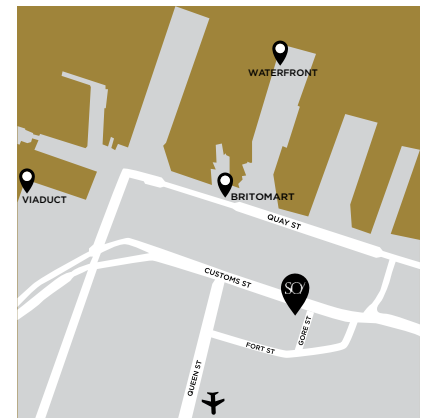 WATERFRONT
VIADUCT
BRITOMART
QUAY ST
CUSTOMS ST
SO/
GORE ST
FORT ST
QUEEN ST